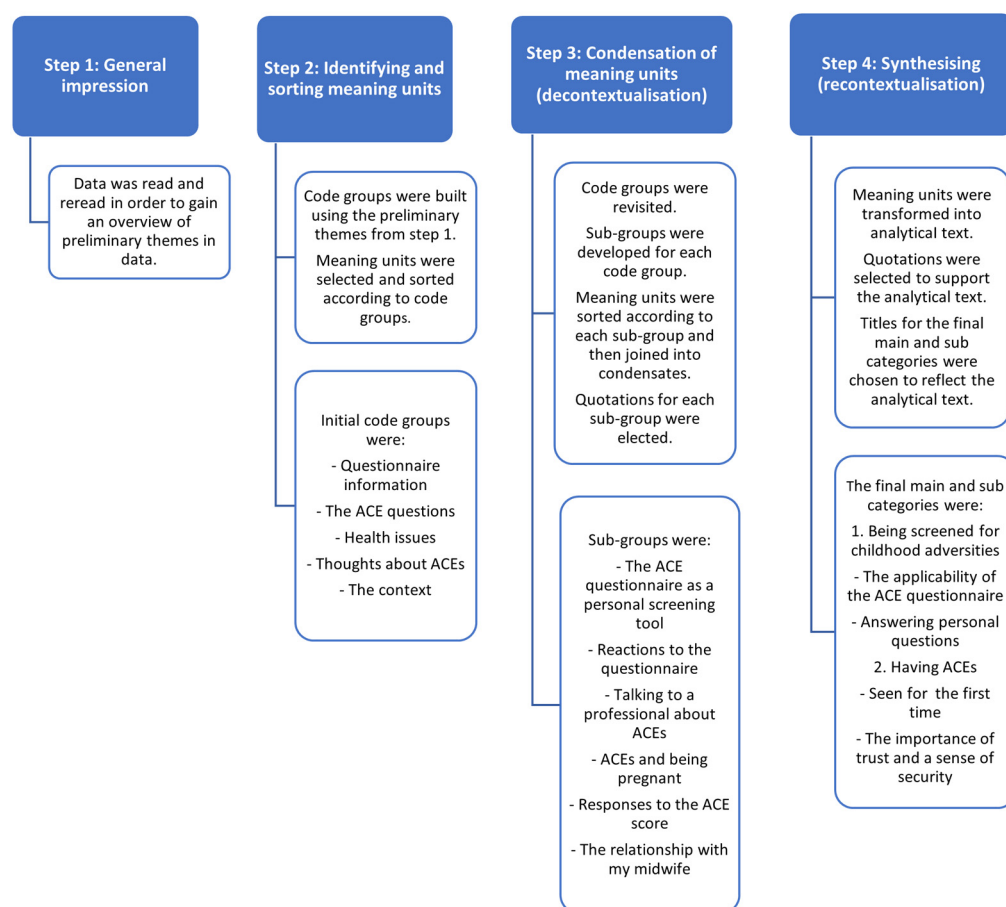 Step 1: General
impression
Data was read and
reread in order to gain
an overview of
preliminary themes in
data.
Step 2: Identifying and
sorting meaning units
Code groups were built
using the preliminary
themes from step 1.
Meaning units were
selected and sorted
according to code
groups.
Initial code groups
were:
- Questionnaire
information
- The ACE questions
- Health issues
- Thoughts about ACEs
- The context
Step 3: Condensation of
meaning units
(decontextualisation)
Code groups were
revisited.
Sub-groups were
developed for each
code group.
Meaning units were
sorted according to
each sub-group and
then joined into
condensates.
Quotations for each
sub-group were
elected.
Sub-groups were:
- The ACE
questionnaire as a
personal screening
tool
- Reactions to the
questionnaire
- Talking to a
professional about
ACEs
- ACEs and being
pregnant
- Responses to the ACE
score
- The relationship with
my midwife
Step 4: Synthesising
(recontextualisation)
Meaning units were
transformed into
analytical text.
Quotations were
selected to support
the analytical text.
Titles for the final
main and sub
categories were
chosen to reflect the
analytical text.
The final main and sub
categories were:
1. Being screened for
childhood adversities
- The applicability of
the ACE questionnaire
- Answering personal
questions
2. Having ACEs
- Seen for the first
time
- The importance of
trust and a sense of
security